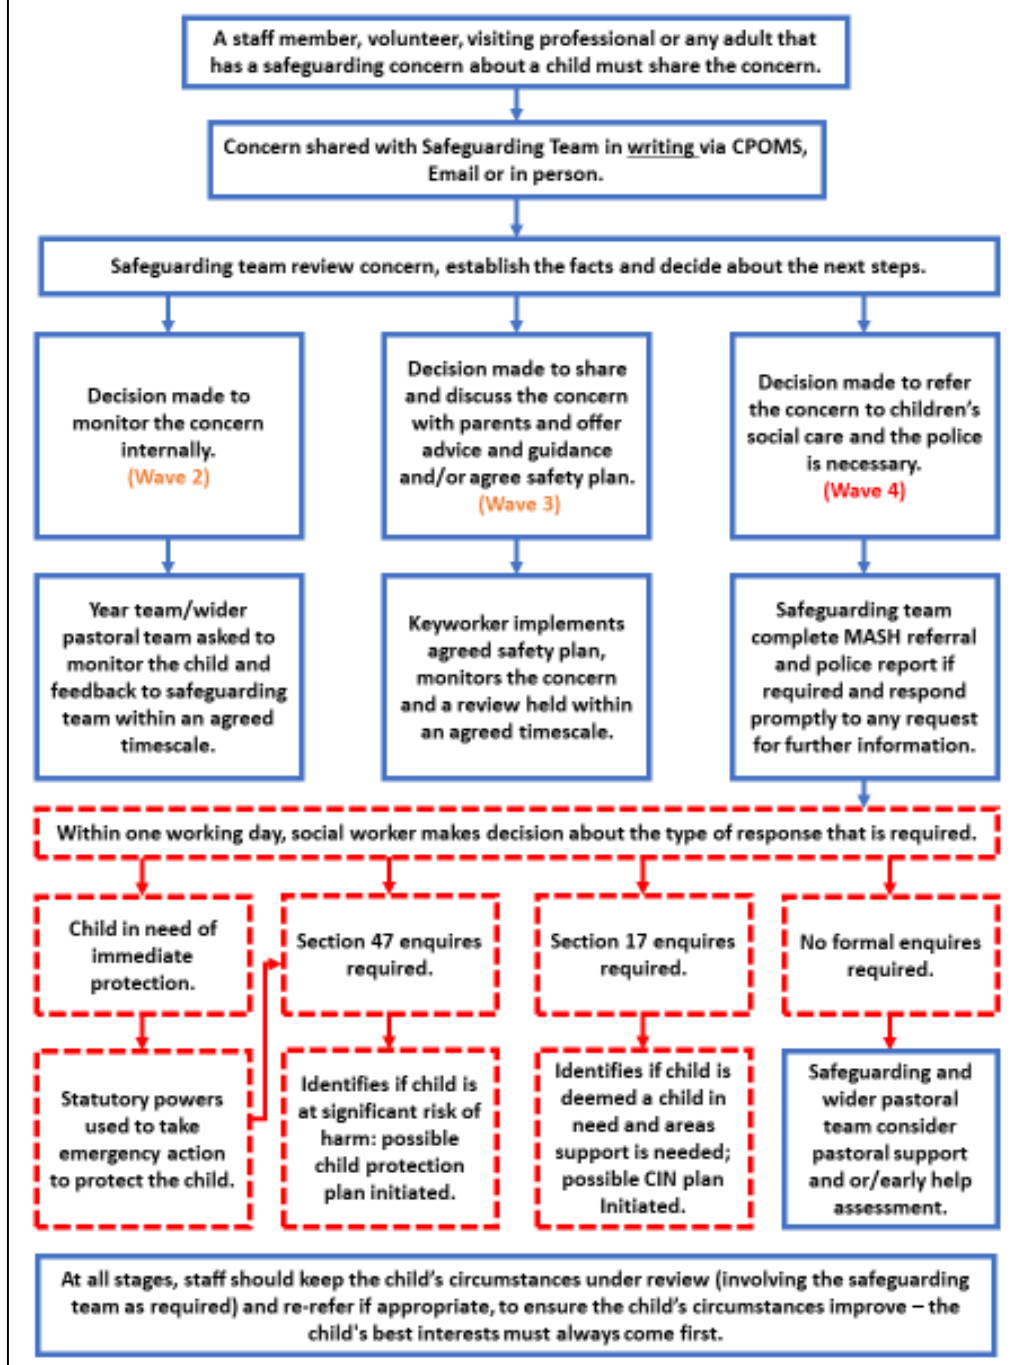 A staff member, volunteer, visiting professional or any adult that
has a safeguarding concern about a child must share the concern.
Concern shared with Safeguarding Team in writing via CPOMS,
Email or in person.
Safeguarding team review concern, establish the facts and decide about the next steps.
Decision made to
monitor the concern
internally.
(Wave 2)
Decision made to share
and discuss the concern
with parents and offer
advice and guidance
and/or agree safety plan.
(Wave 3)
Decision made to refer
the concern to children's
social care and the police
is necessary.
(Wave 4)
Year team/wider
pastoral team asked to
monitor the child and
feedback to safeguarding
team within an agreed
timescale.
Keyworker implements
agreed safety plan,
monitors the concern
and a review held within
an agreed timescale.
Safeguarding team
complete MASH referral
and police report if
required and respond
promptly to any request
for further information.
Within one working day, social worker makes decision about the type of response that is required.
Child in need of
immediate
protection.
Section 47 enquires
required.
Section 17 enquires
required.
No formal enquires
required.
Statutory powers
used to take
emergency action
to protect the child.
Identifies if child is
at significant risk of
harm: possible
child protection
plan initiated.
Identifies if child is
deemed a child in
need and areas
support is needed;
possible CIN plan
Initiated.
Safeguarding and
wider pastoral
team consider
pastoral support
and or/early help
assessment.
At all stages, staff should keep the child's circumstances under review (involving the safeguarding
team as required) and re-refer if appropriate, to ensure the child's circumstances improve – the
child's best interests must always come first.